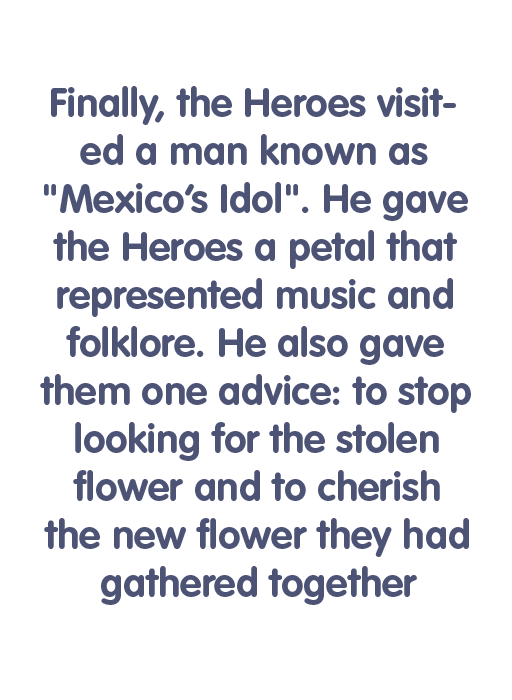 Finally, the Heroes visit-
ed a man known as
"Mexico’s Idol". He gave
the Heroes a petal that
represented music and
folklore. He also gave
them one advice: to stop
looking for the stolen
flower and to cherish
the new flower they had
gathered together